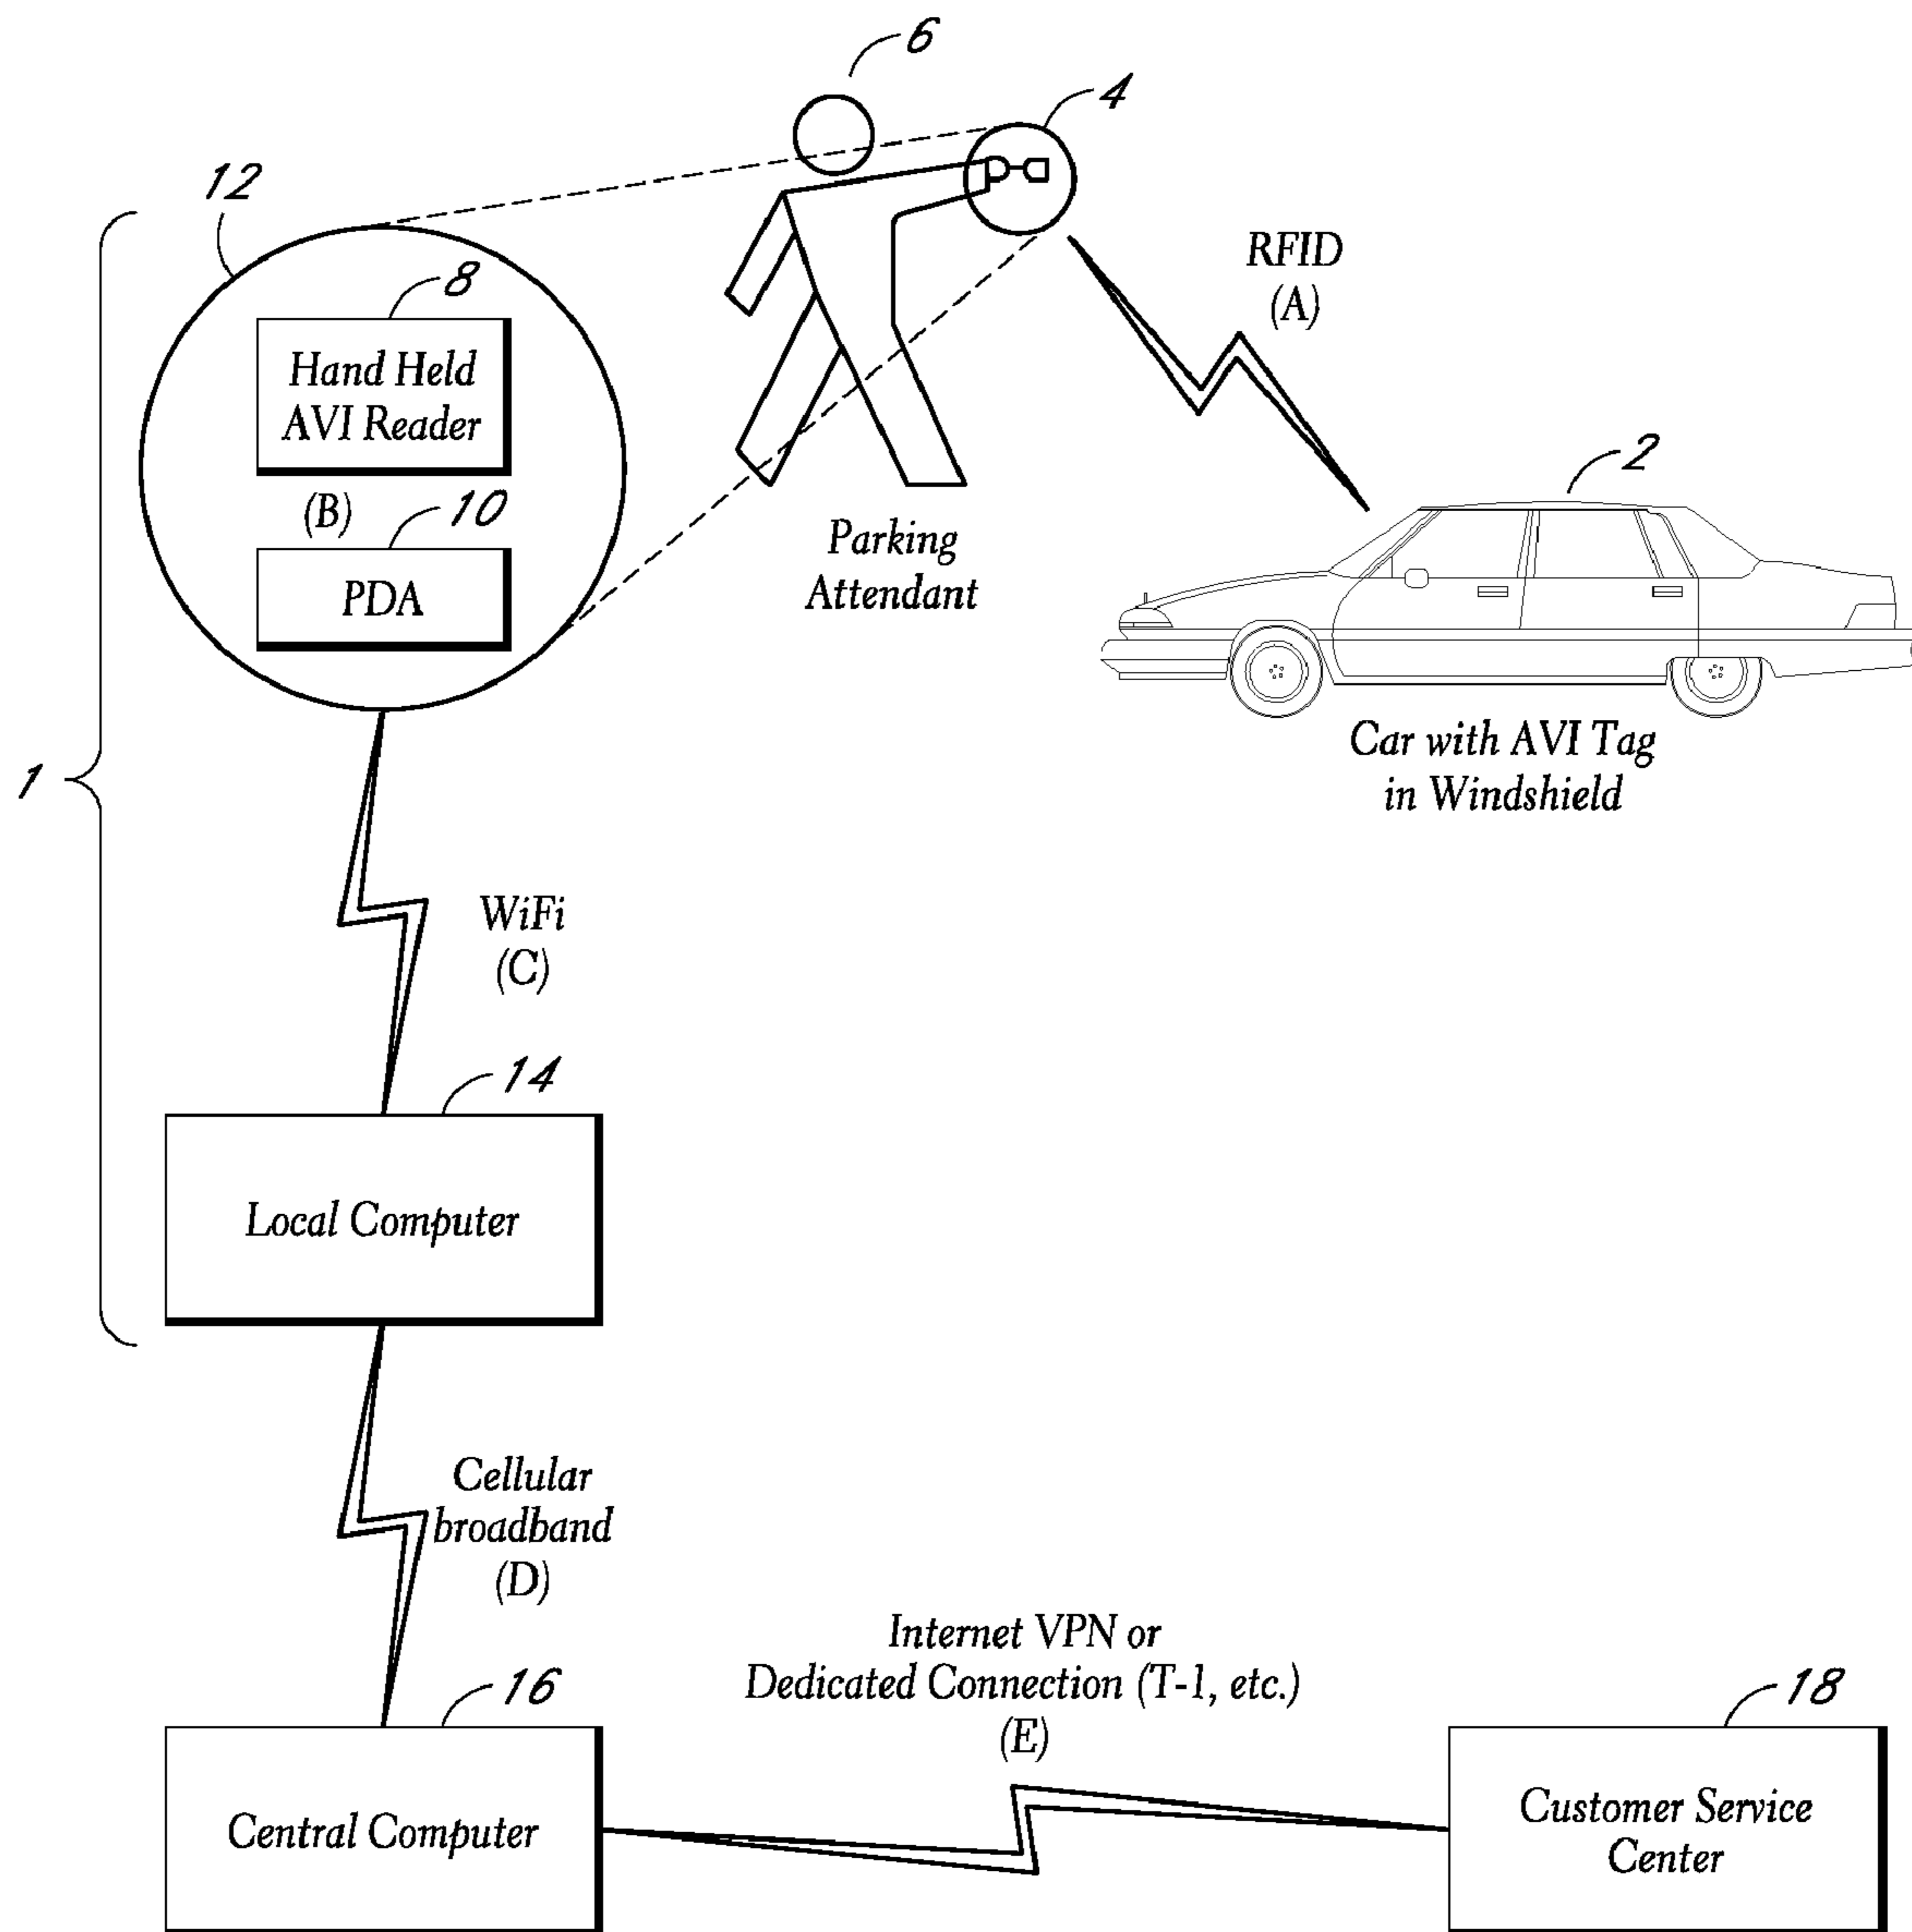 6
4
12
8
Hand Held
AVI Reader
(B)
10
PDA
RFID
(A)
Parking
Attendant
2
Car with AVI Tag
in Windshield
1
WiFi
(C)
14
Local Computer
Cellular
broadband
(D)
Internet VPN or
Dedicated Connection (T-1, etc.)
(E)
16
Central Computer
18
Customer Service
Center